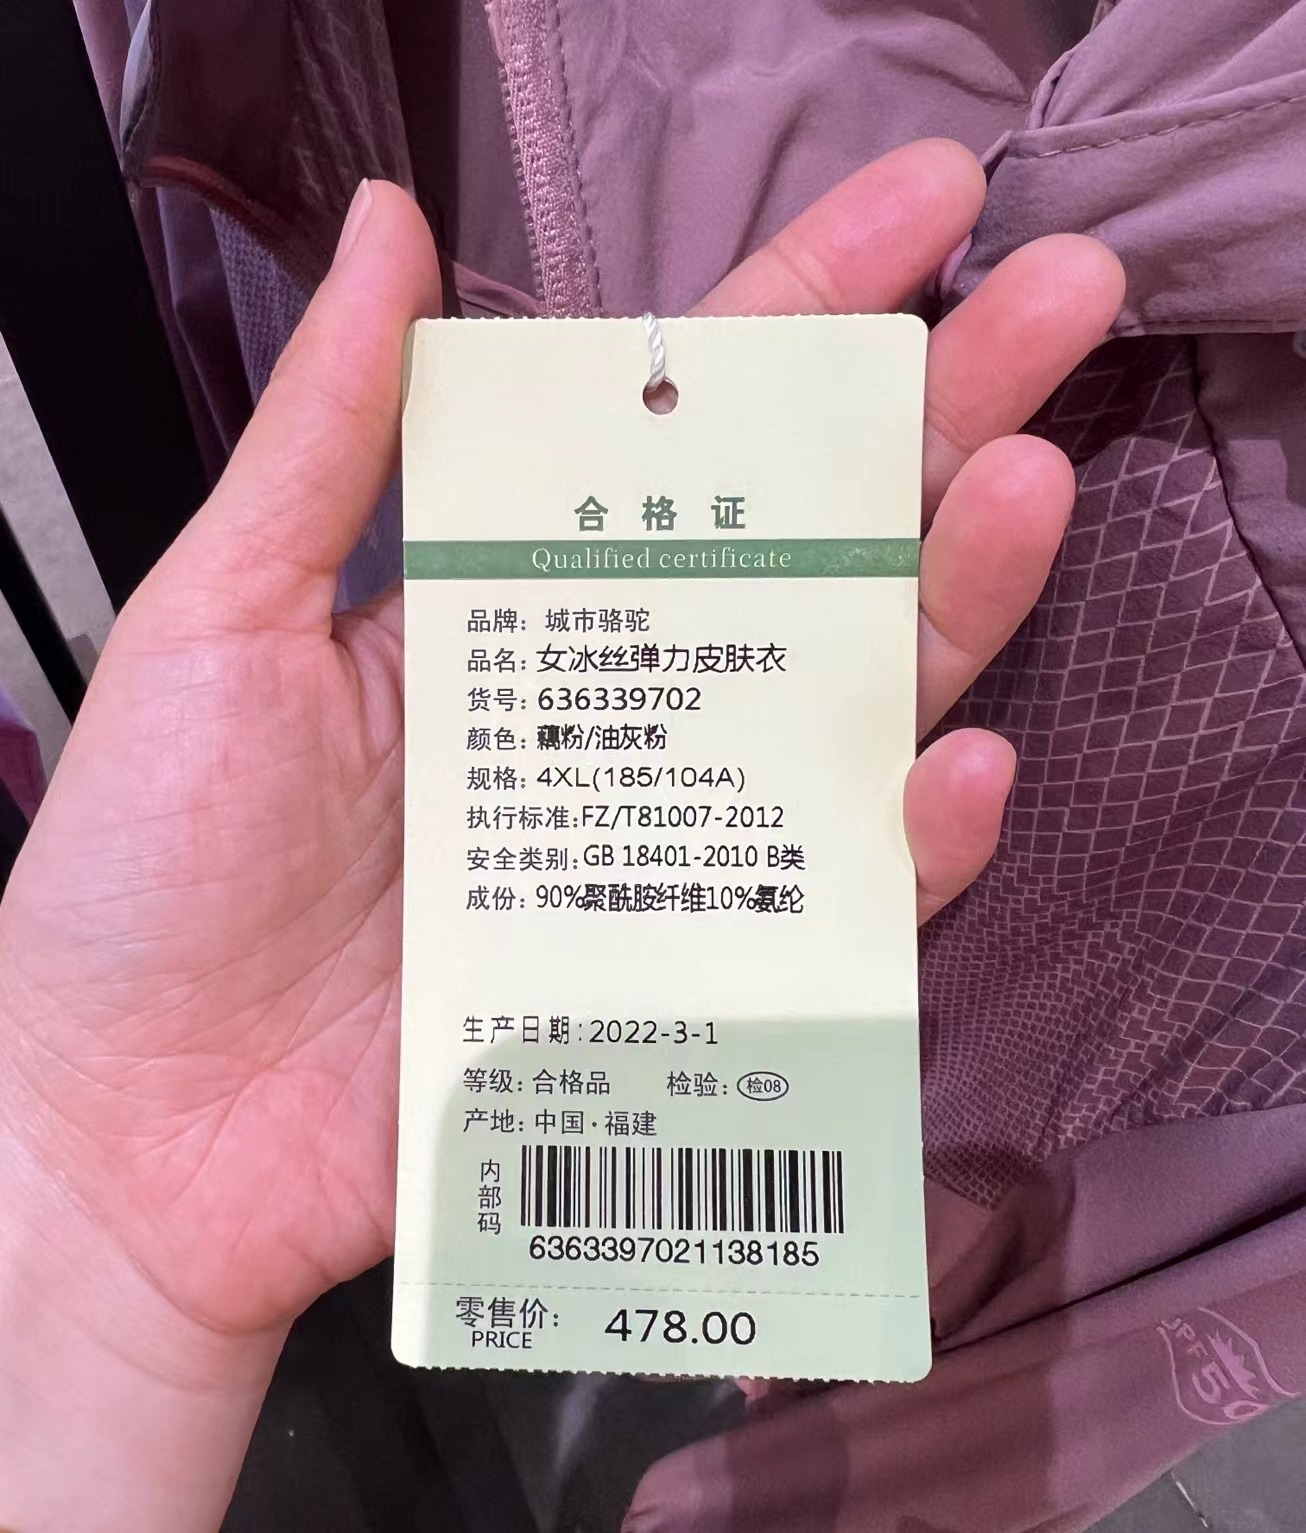 合格证
Qualified certificate
品牌: 城市骆驼
品名: 女冰丝弹力皮肤衣
货号: 636339702
颜色: 藕粉/油灰粉
规格: 4XL(185/104A)
执行标准:FZ/T81007-2012
安全类别:GB 18401-2010 B类
成份: 90%聚酰胺纤维10%氨纶
生产日期:2022-3-1
等级: 合格品 检验: 检08
产地: 中国·福建
内部码
6363397021138185
零售价: 478.00
PRICE
UPF
50